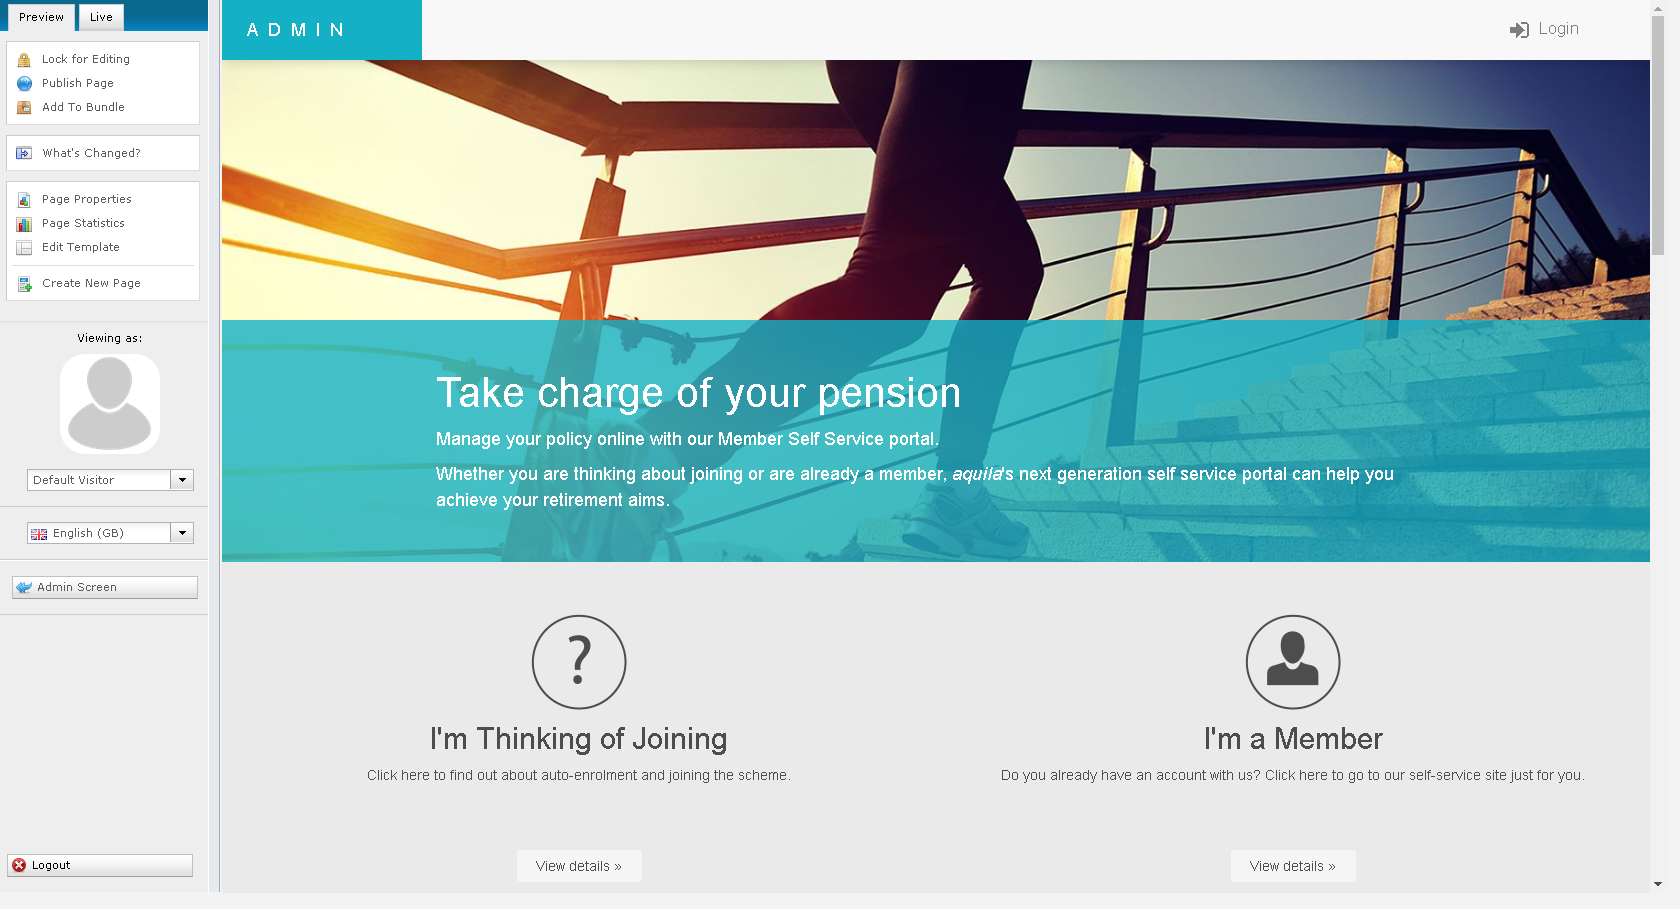 Preview
Live
Lock for Editing
Publish Page
Add To Bundle
What's Changed?
Page Properties
Page Statistics
Edit Template
Create New Page
Viewing as:
Default Visitor
English (GB)
Admin Screen
Logout
ADMIN
Login
Take charge of your pension
Manage your policy online with our Member Self Service portal.
Whether you are thinking about joining or are already a member, aquila's next generation self service portal can help you
achieve your retirement aims.
?
I'm Thinking of Joining
Click here to find out about auto-enrolment and joining the scheme.
View details »
I'm a Member
Do you already have an account with us? Click here to go to our self-service site just for you.
View details »